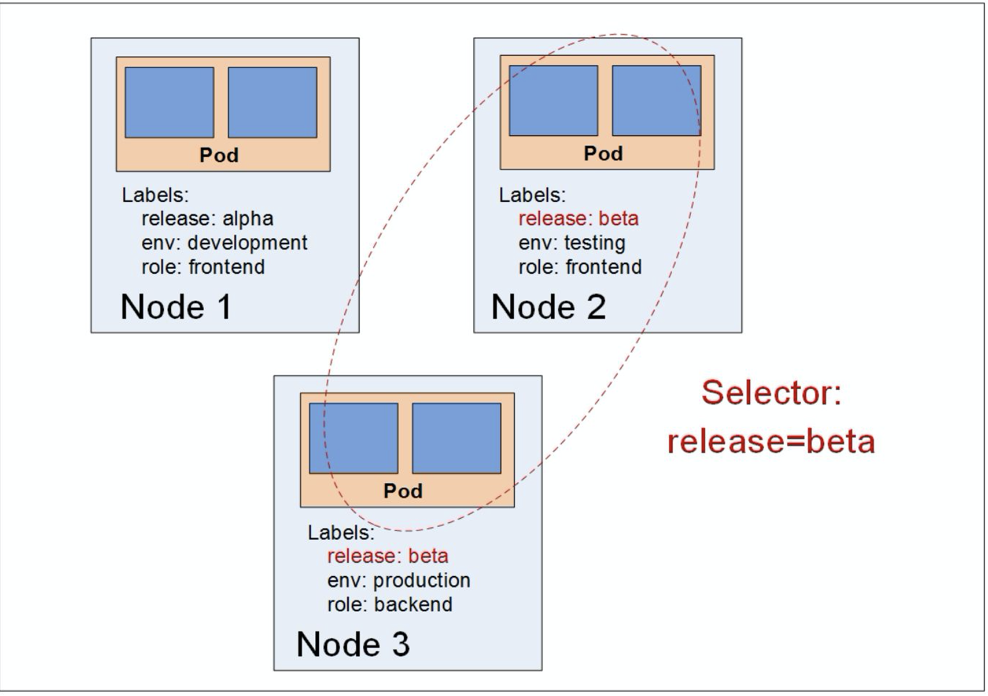 Pod
Labels:
release: alpha
env: development
role: frontend
Node 1
Pod
Labels:
release: beta
env: testing
role: frontend
Node 2
Pod
Labels:
release: beta
env: production
role: backend
Node 3
Selector:
release=beta